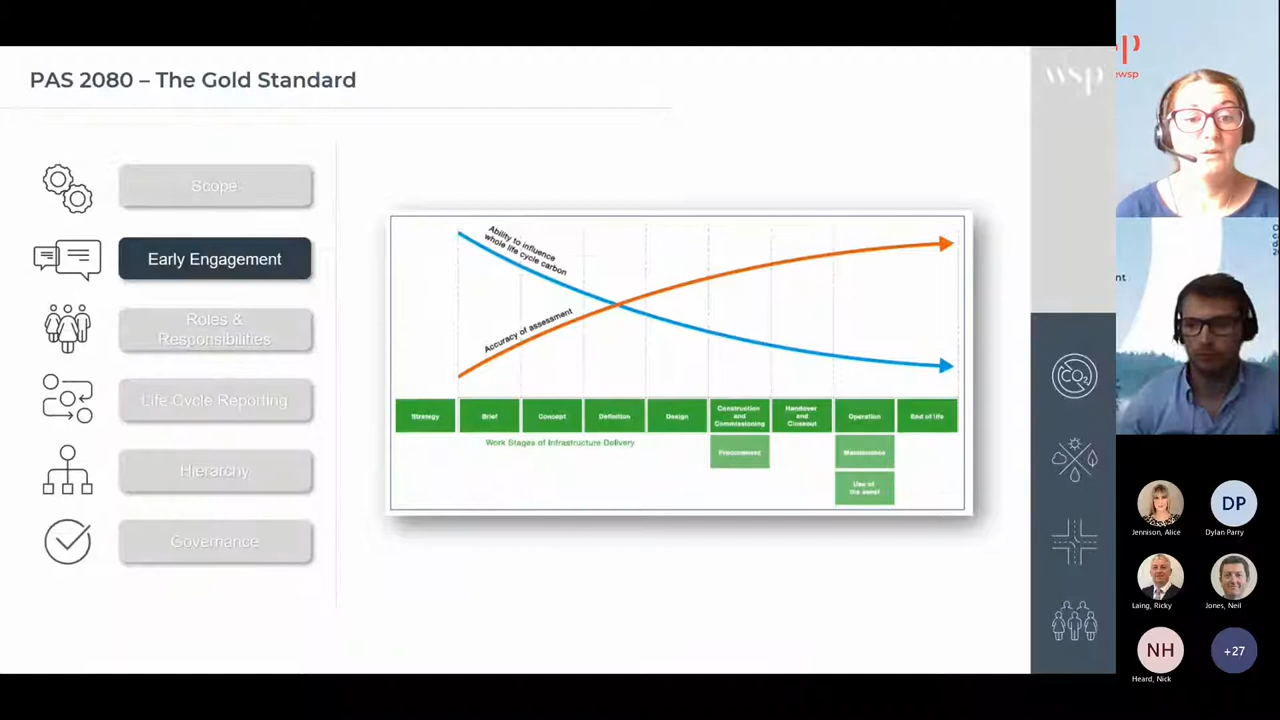 PAS 2080 – The Gold Standard
wsp
Scope
Early Engagement
Roles &
Responsibilities
Life Cycle Reporting
Hierarchy
Governance
Ability to influence
whole life cycle carbon
Accuracy of assessment
Strategy
Brief
Concept
Definition
Design
Construction
and
Commissioning
Handover
and
Closeout
Operation
End of life
Work Stages of Infrastructure Delivery
Procurement
Maintenance
Use of
the asset
CO2
DP
Jennison, Alice
Dylan Parry
Laing, Ricky
Jones, Neil
NH
+27
Heard, Nick